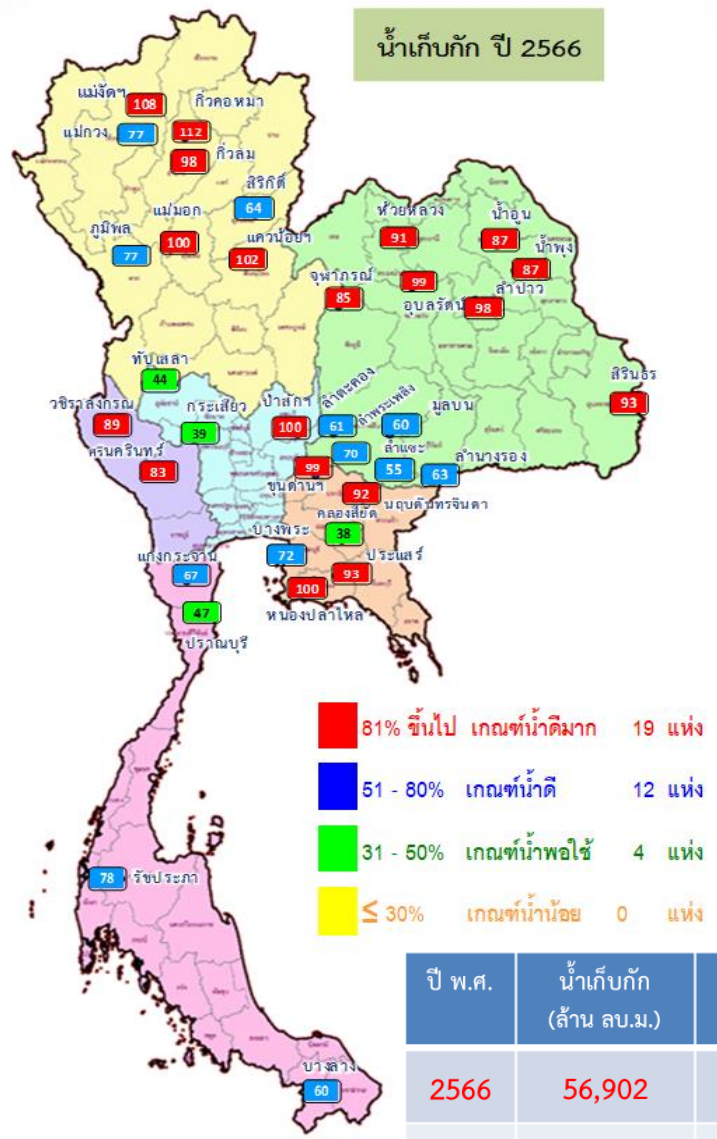 น้ำเก็บกัก ปี 2566
แม่งัดฯ
108
กิ่วคอหมา
112
แม่กวง
77
98
กิ่วลม
สิริกิติ์
64
ภูมิพล
77
แม่มอก
100
แควน้อยฯ
102
ห้วยหลวง
91
น้ำอูน
87
น้ำพุง
87
จุฬาภรณ์
85
99
อุบลรัตน์
ลำปาว
98
สิรินธร
93
ทับเสลา
44
วชิราลงกรณ
89
กระเสียว
39
ป่าสักฯ
100
ลำตะคอง
61
ลำพระเพลิง
70
60
มูลบน
ศรีนครินทร์
83
99
ขุนด่านฯ
ลำแชะ
55
63
ลำนางรอง
92
นฤบดินทรจินดา
คลองสียัด
38
บางพระ
72
ประแสร์
93
100
หนองปลาไหล
แก่งกระจาน
67
47
ปราณบุรี
81% ขึ้นไป เกณฑ์น้ำดีมาก 19 แห่ง
51 - 80% เกณฑ์น้ำดี 12 แห่ง
31 - 50% เกณฑ์น้ำพอใช้ 4 แห่ง
≤ 30% เกณฑ์น้ำน้อย 0 แห่ง
78 รัชประภา
บางลาง
60
ปี พ.ศ. น้ำเก็บกัก
(ล้าน ลบ.ม.)
2566 56,902